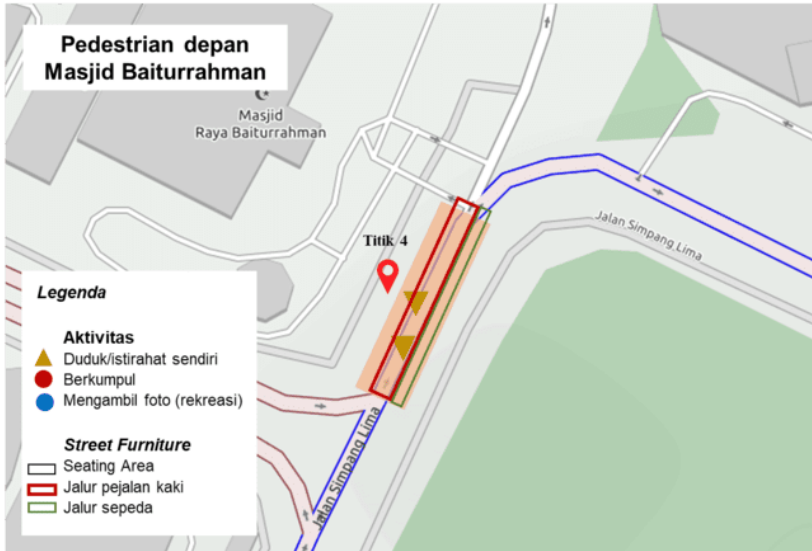 Pedestrian depan
Masjid Baiturrahman
Masjid
Raya Baiturrahman
Jalan Simpang Lima
Titik 4
Legenda
Aktivitas
Duduk/istirahat sendiri
Berkumpul
Mengambil foto (rekreasi)
Street Furniture
Seating Area
Jalur pejalan kaki
Jalur sepeda
Jalan Simpang Lima